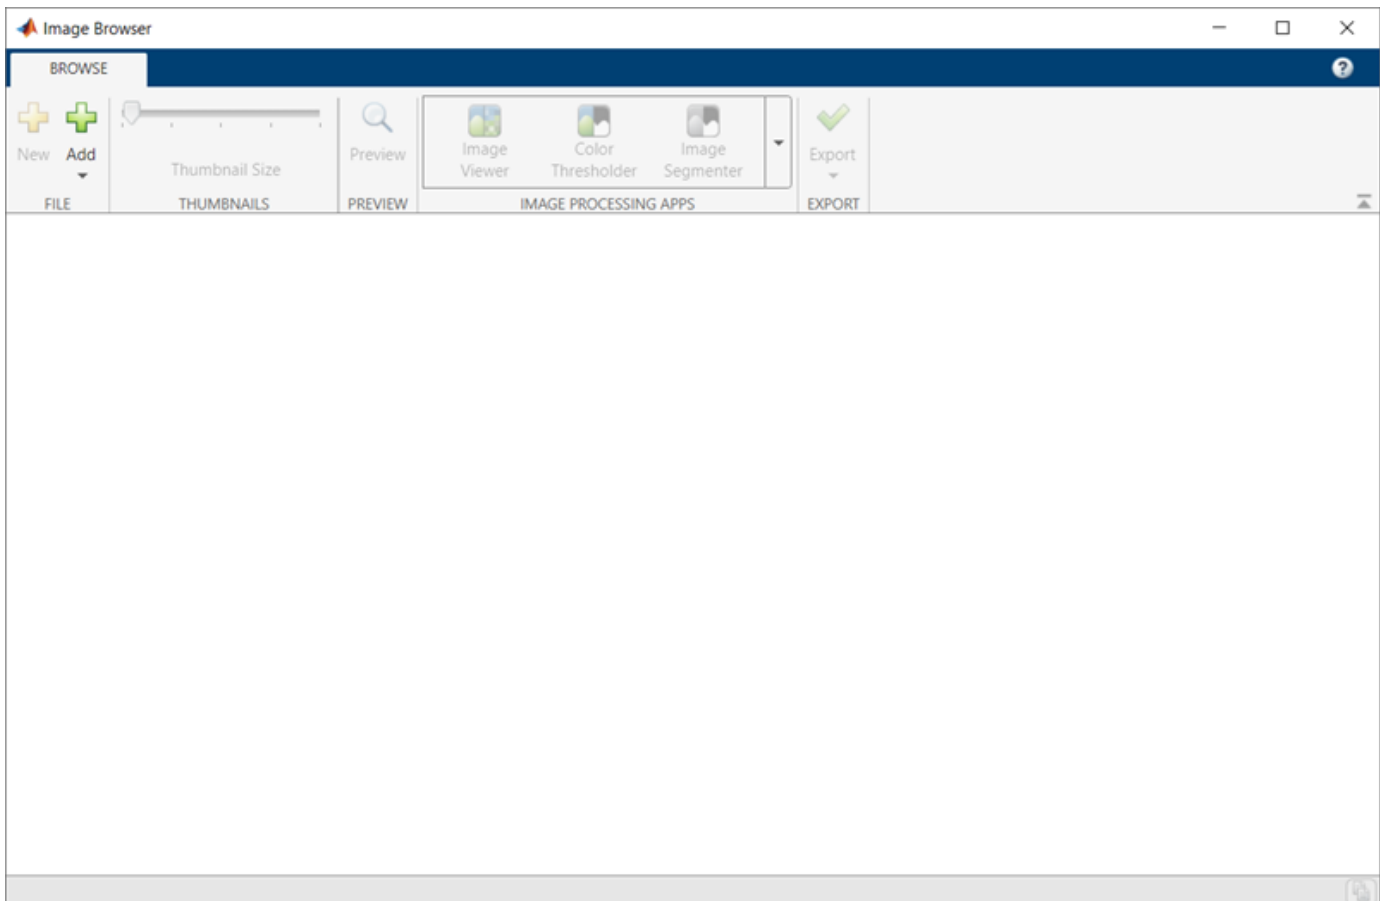 Image Browser
BROWSE
New
Add
Thumbnail Size
Preview
Image
Viewer
Color
Thresholder
Image
Segmenter
Export
FILE
THUMBNAILS
PREVIEW
IMAGE PROCESSING APPS
EXPORT